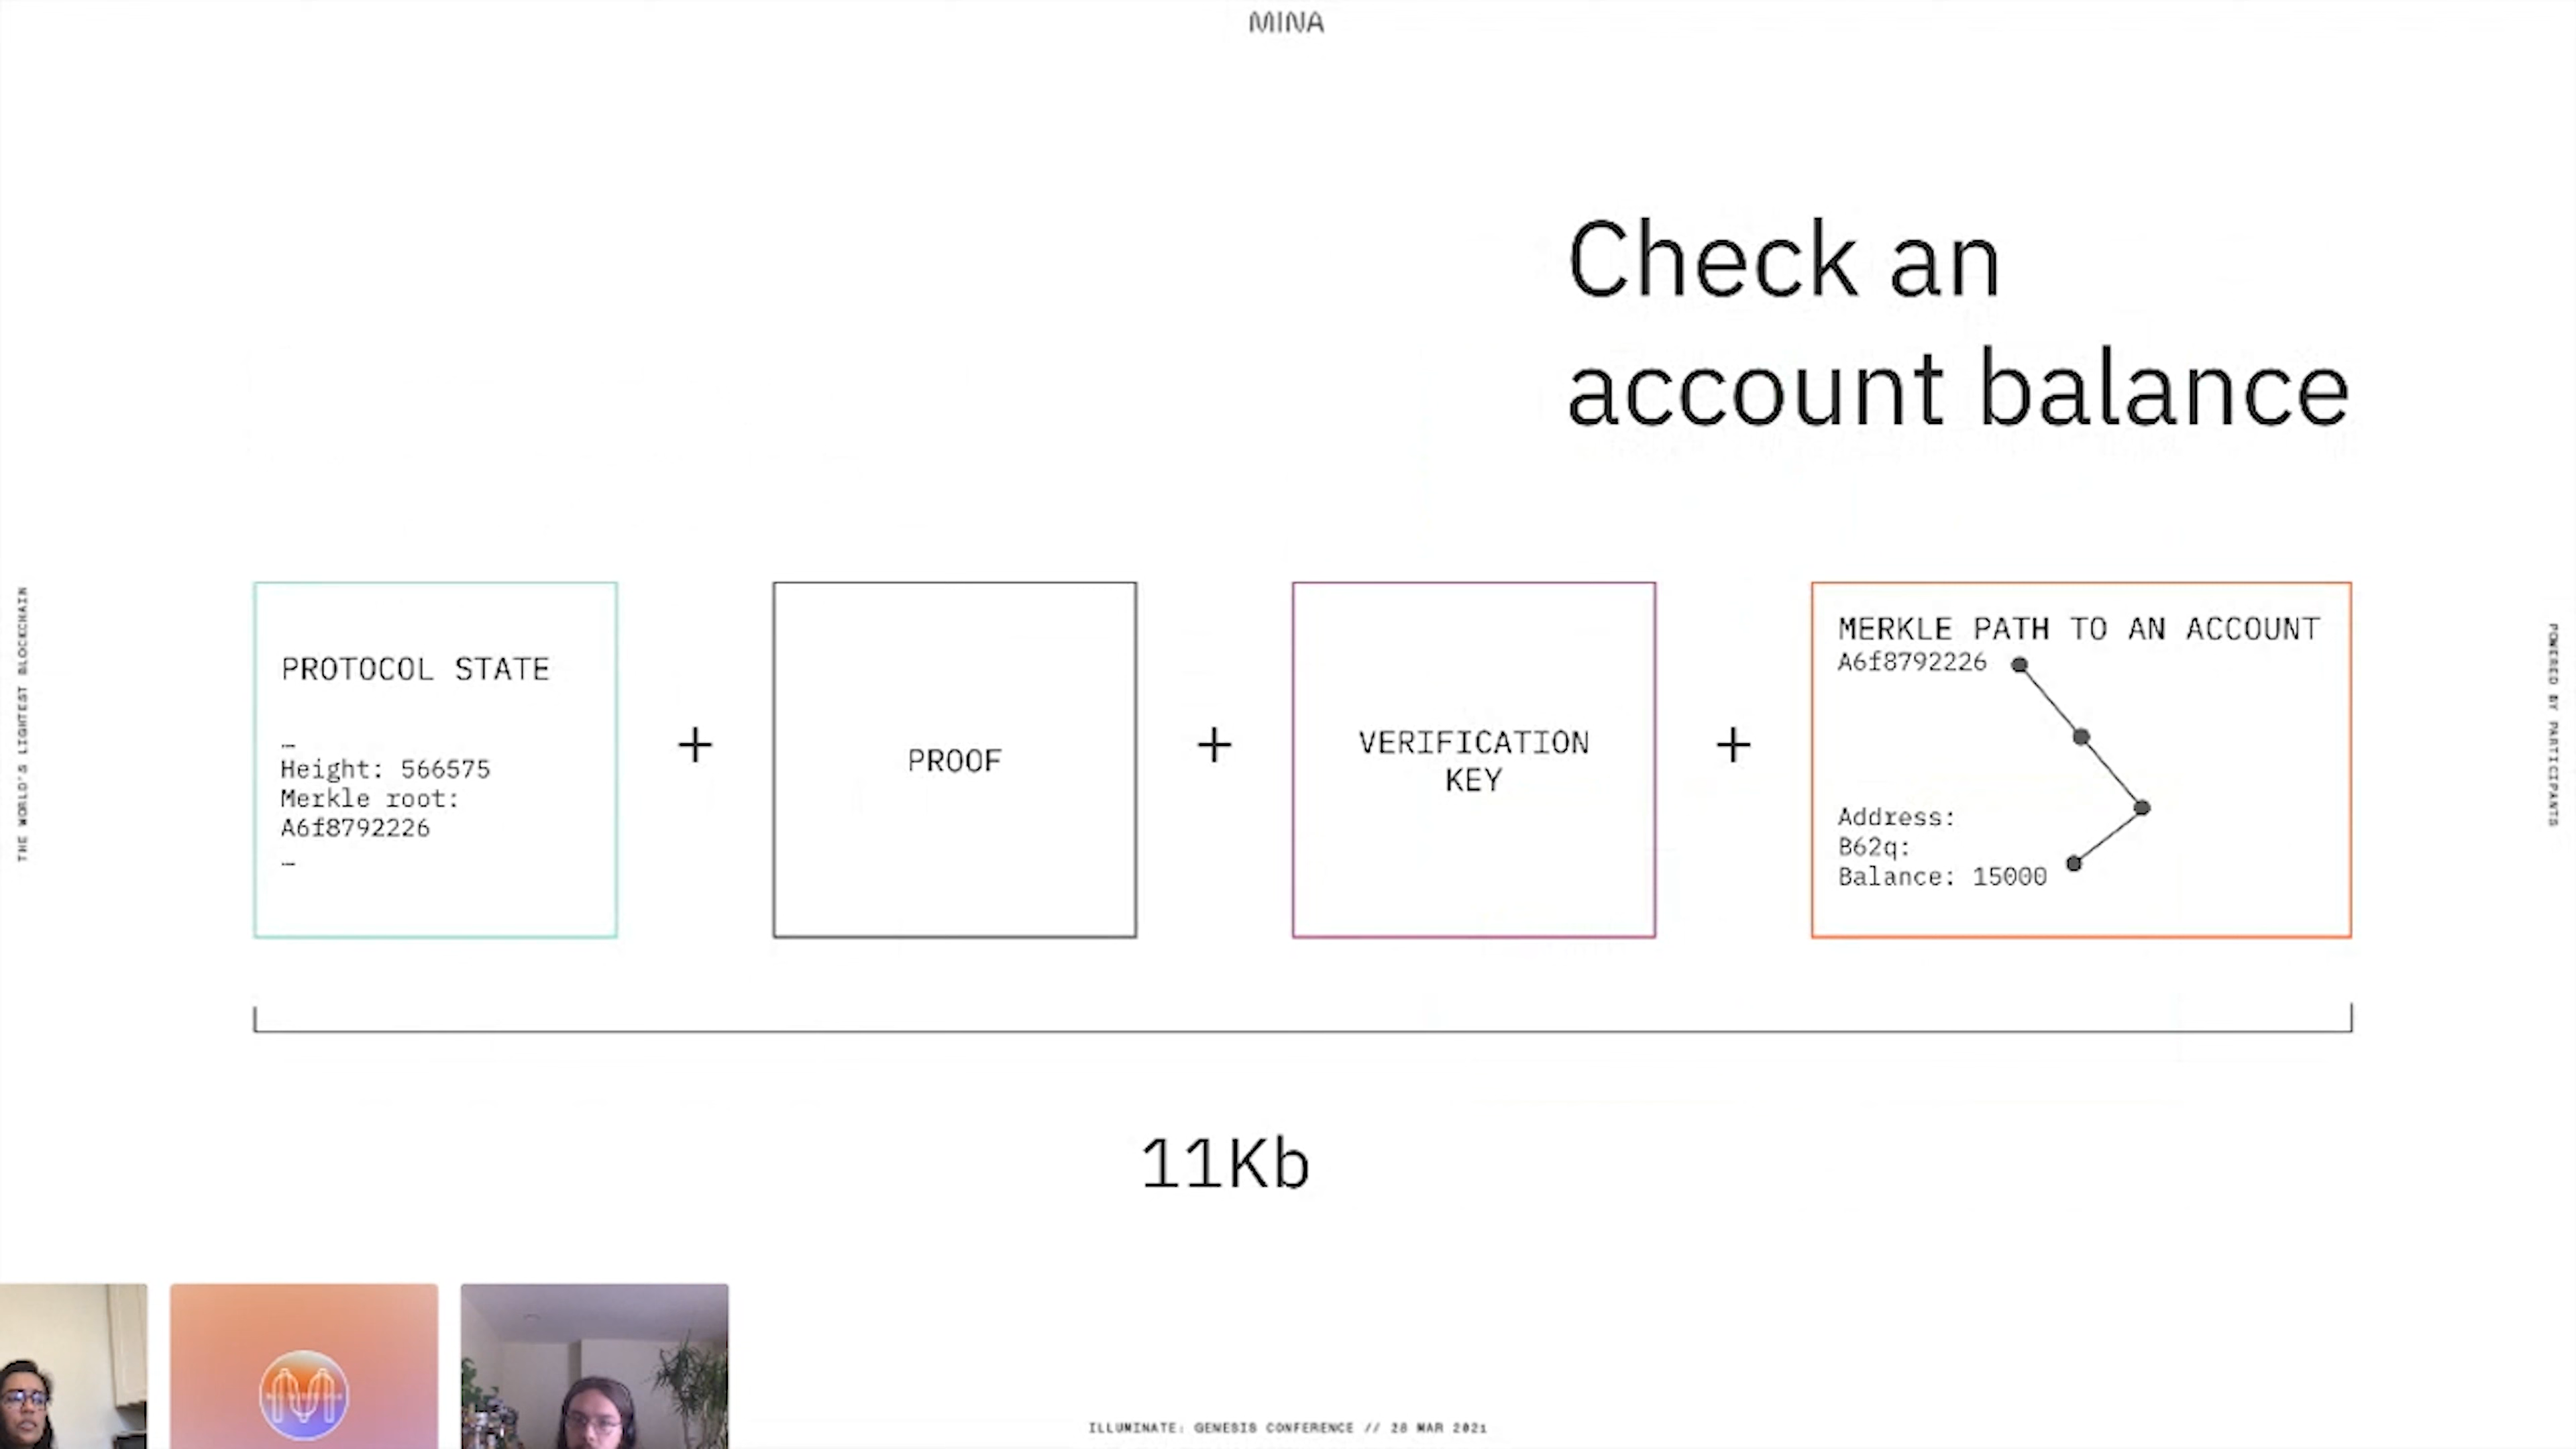 MINA
Check an
account balance
THE WORLD'S LIGHTEST BLOCKCHAIN
PROTOCOL STATE
…
Height: 566575
Merkle root:
A6f8792226
…
+
PROOF
+
VERIFICATION
KEY
+
MERKLE PATH TO AN ACCOUNT
A6f8792226
Address:
B62q:
Balance: 15000
POWERED BY PARTICIPANTS
11Kb
ILLUMINATE: GENESIS CONFERENCE // 28 MAR 2021